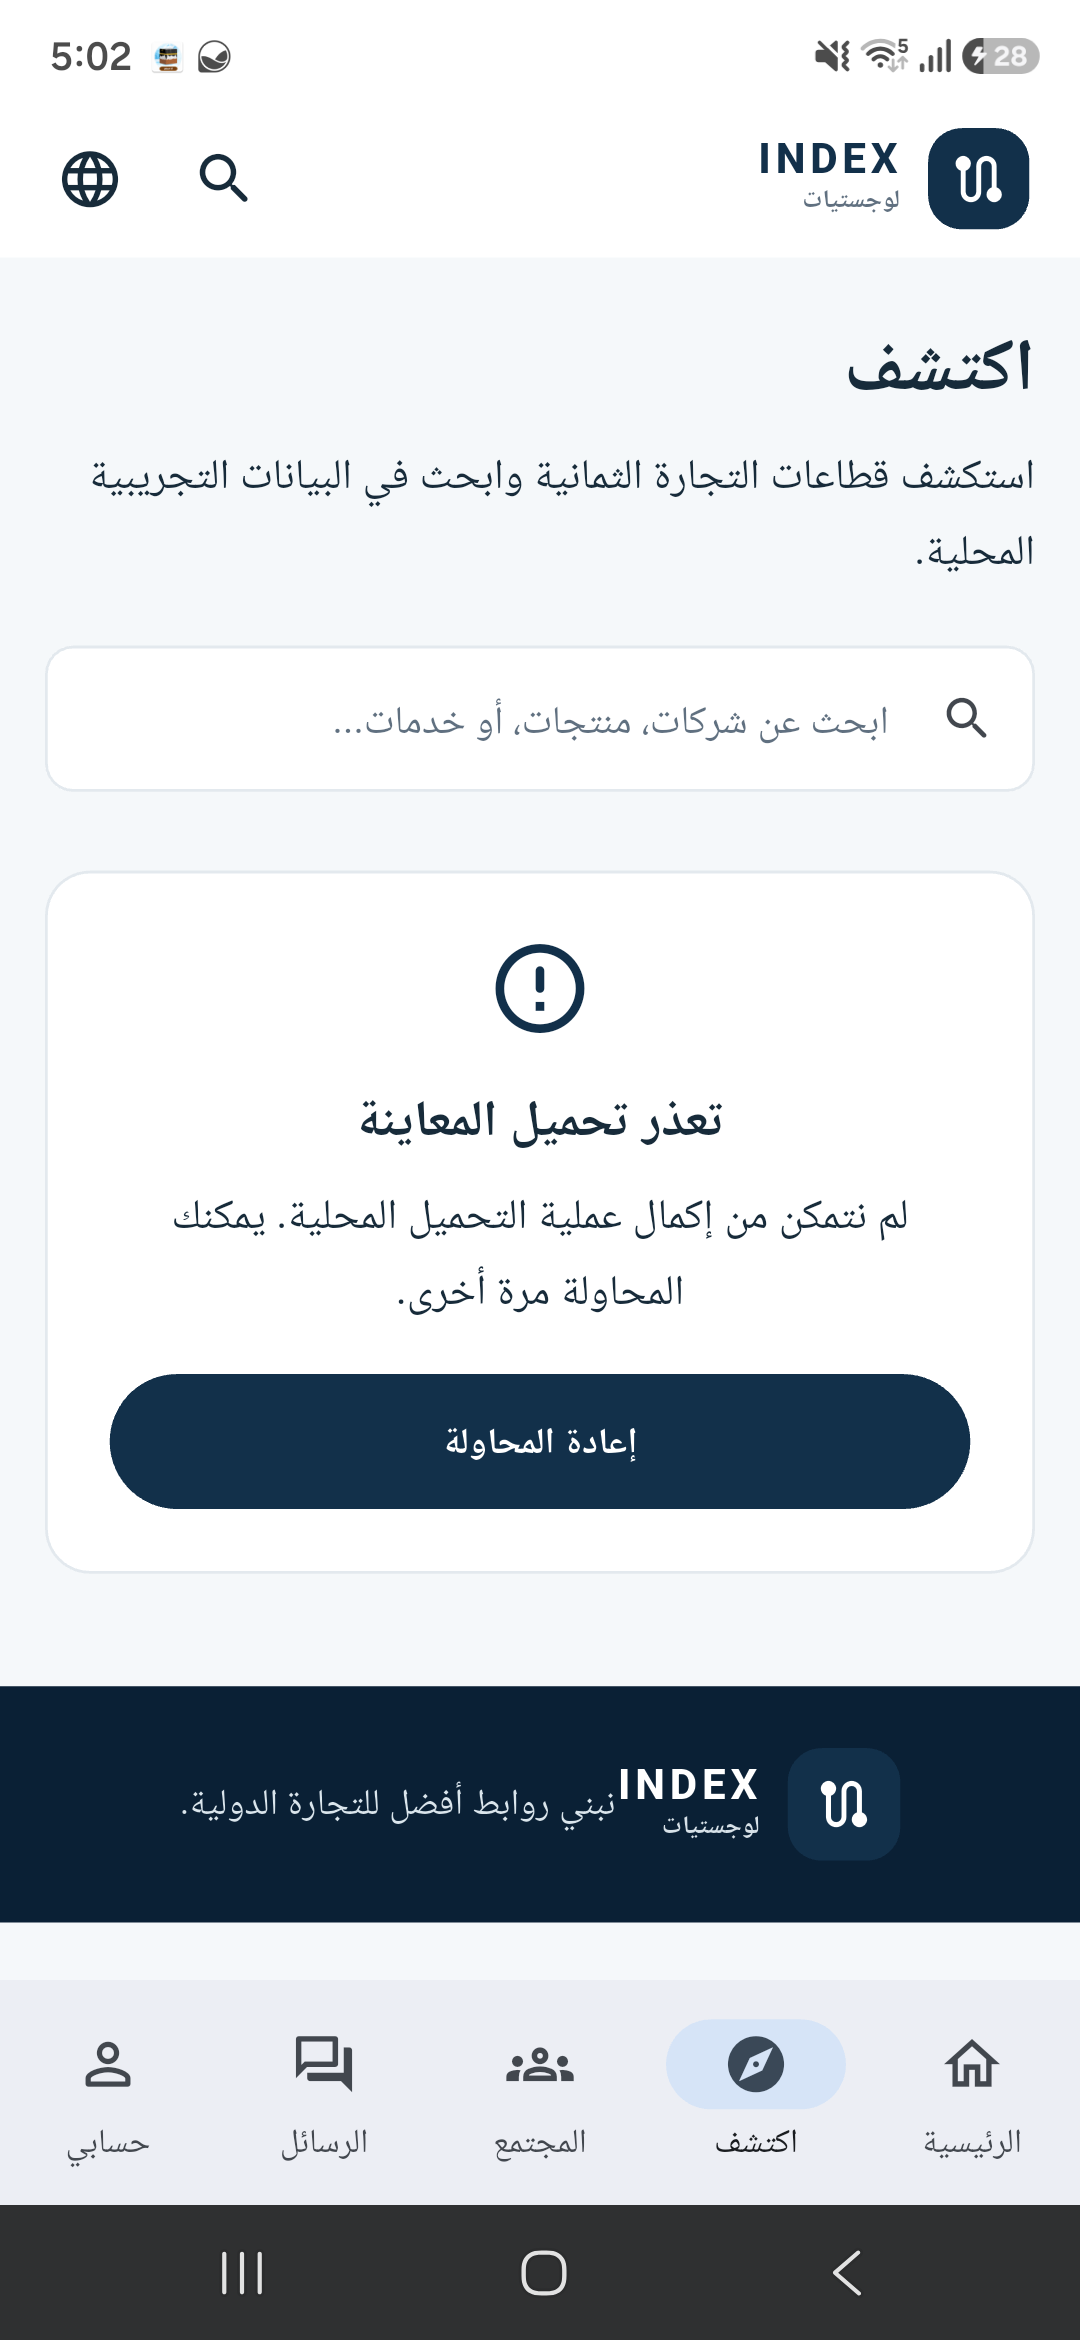 5:02
5
28
INDEX
لوجستيات
اكتشف
استكشف قطاعات التجارة الثمانية وابحث في البيانات التجريبية
المحلية.
ابحث عن شركات، منتجات، أو خدمات...
تعذر تحميل المعاينة
لم نتمكن من إكمال عملية التحميل المحلية. يمكنك
المحاولة مرة أخرى.
إعادة المحاولة
INDEX
لوجستيات
نبني روابط أفضل للتجارة الدولية.
الرئيسية
اكتشف
المجتمع
الرسائل
حسابي